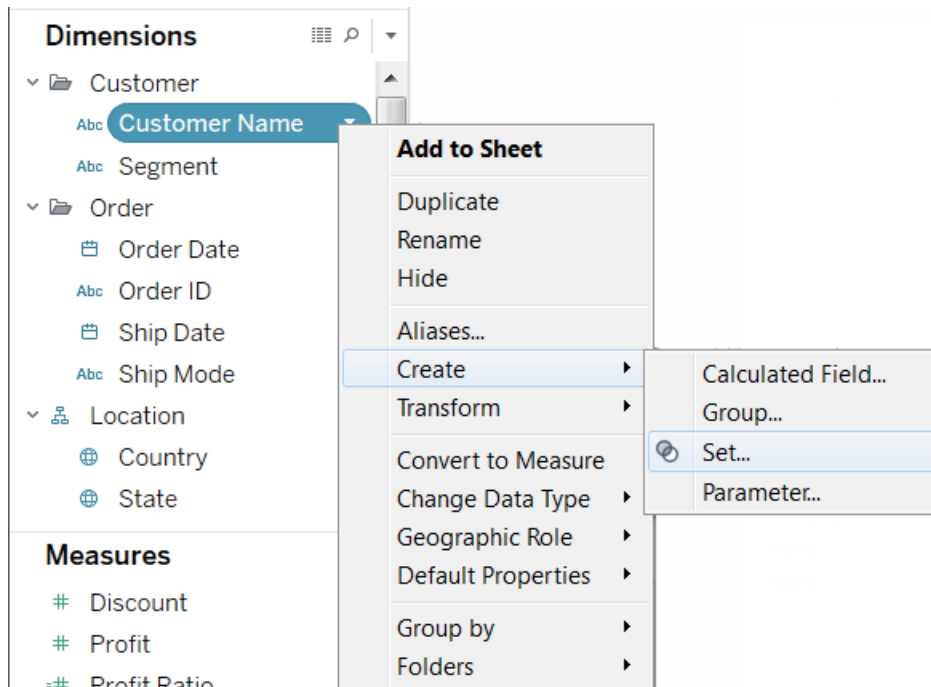 Dimensions
Customer
Abc Customer Name
Abc Segment
Order
Order Date
Abc Order ID
Ship Date
Abc Ship Mode
Location
Country
State
Measures
# Discount
# Profit
=# Profit Ratio
Add to Sheet
Duplicate
Rename
Hide
Aliases...
Create
Transform
Convert to Measure
Change Data Type
Geographic Role
Default Properties
Group by
Folders
Calculated Field...
Group...
Set...
Parameter...